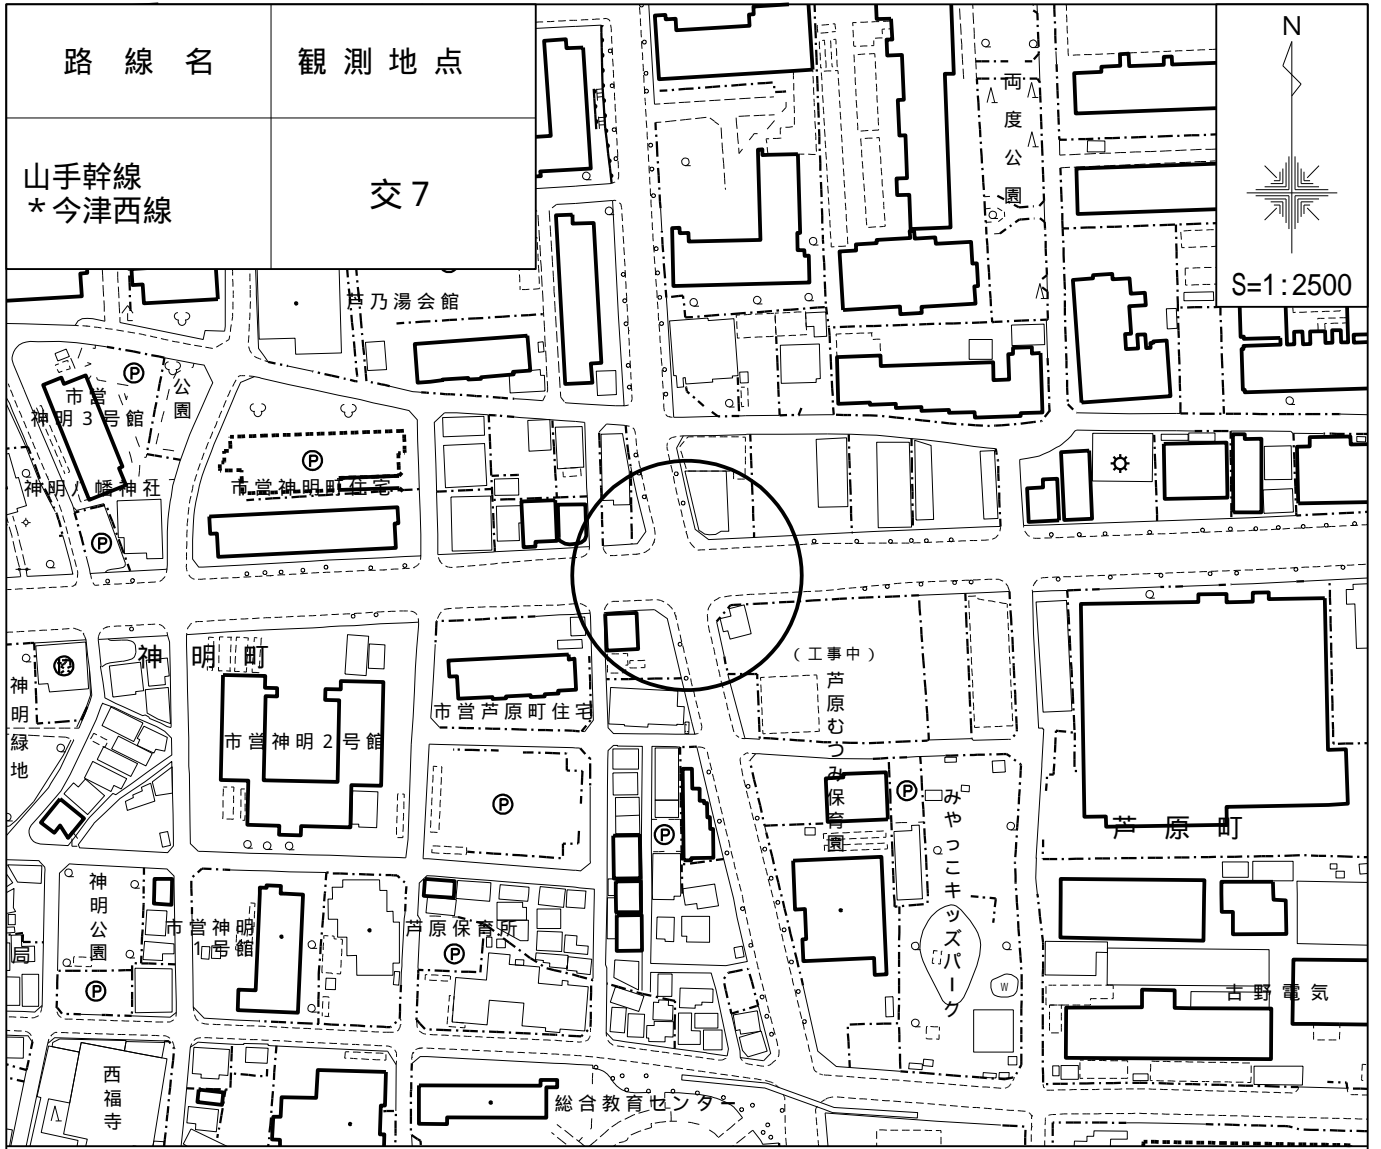 路線名
観測地点
山手幹線
＊今津西線
交7
N
S=1:2500
両度公園
芦乃湯会館
市営
神明3号館
公園
P
神明八幡神社
P
市営神明町住宅
P
神明町
(工事中)
芦原むつみ保育園
神明緑地
市営神明2号館
市営芦原町住宅
P
P
P
みやっこキッズパーク
芦原町
神明公園
市営神明
1号館
芦原保育所
P
局
P
W
古野電気
西福寺
総合教育センター